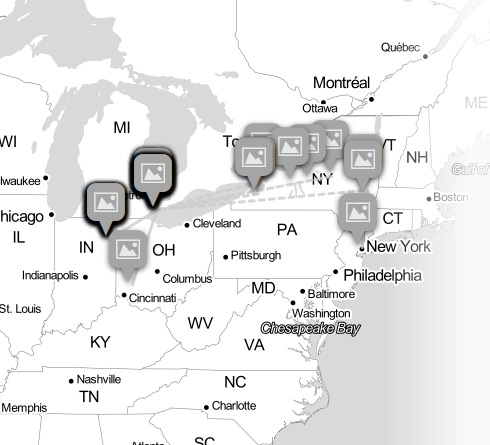 Québec
Montréal
Ottawa
ME
WI
MI
To
VT
NH
Gulf of
lwaukee
NY
Boston
hicago
CT
Cleveland
IL
IN
OH
PA
New York
Pittsburgh
Indianapolis
Columbus
Philadelphia
MD
Baltimore
Cincinnati
St. Louis
Washington
WV
Chesapeake Bay
KY
VA
Nashville
NC
TN
Memphis
Charlotte
Atlanta
SC